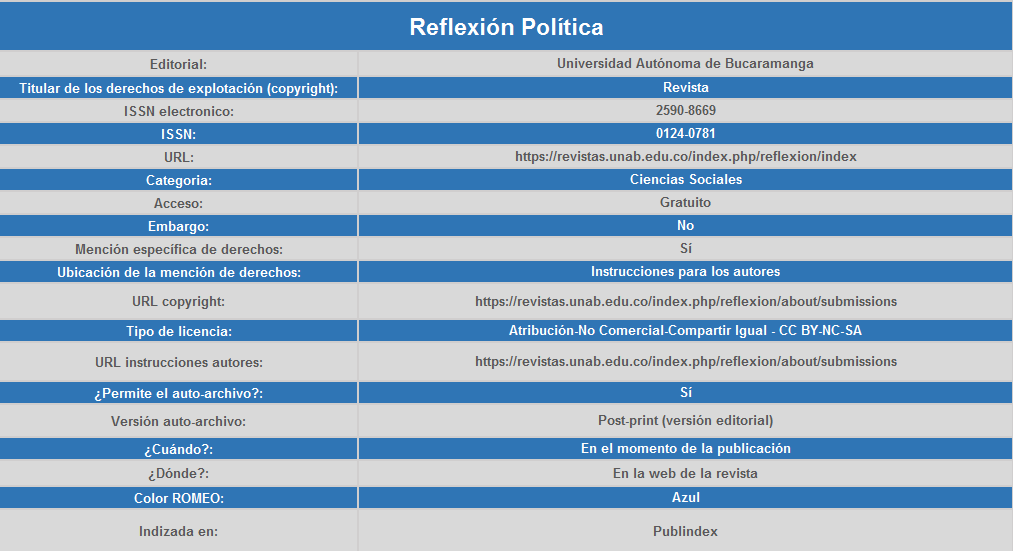 Reflexión Política
Editorial: Universidad Autónoma de Bucaramanga
Titular de los derechos de explotación (copyright): Revista
ISSN electronico: 2590-8669
ISSN: 0124-0781
URL: https://revistas.unab.edu.co/index.php/reflexion/index
Categoria: Ciencias Sociales
Acceso: Gratuito
Embargo: No
Mención específica de derechos: Sí
Ubicación de la mención de derechos: Instrucciones para los autores
URL copyright: https://revistas.unab.edu.co/index.php/reflexion/about/submissions
Tipo de licencia: Atribución-No Comercial-Compartir Igual - CC BY-NC-SA
URL instrucciones autores: https://revistas.unab.edu.co/index.php/reflexion/about/submissions
¿Permite el auto-archivo?: Sí
Versión auto-archivo: Post-print (versión editorial)
¿Cuándo?: En el momento de la publicación
¿Dónde?: En la web de la revista
Color ROMEO: Azul
Indizada en: Publindex